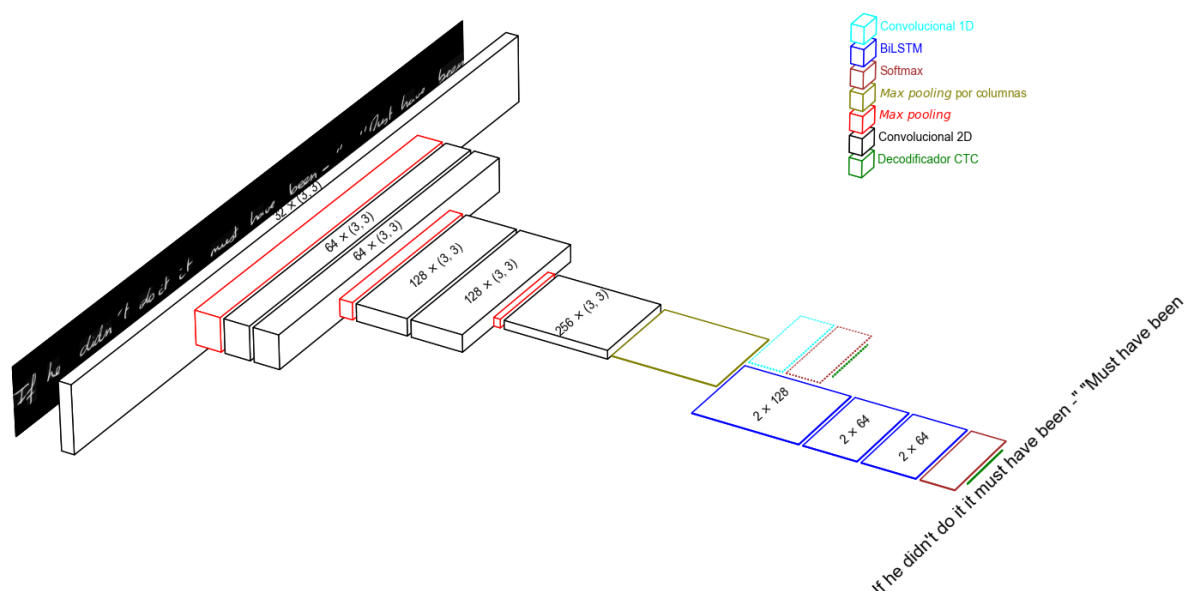 If he didn't do it it must have been - " "Must have been
32 × (3, 3)
64 × (3, 3)
64 × (3, 3)
128 × (3, 3)
128 × (3, 3)
256 × (3, 3)
2 × 128
2 × 64
2 × 64
If he didn't do it it must have been -" "Must have been
Convolucional 1D
BiLSTM
Softmax
Max pooling por columnas
Max pooling
Convolucional 2D
Decodificador CTC